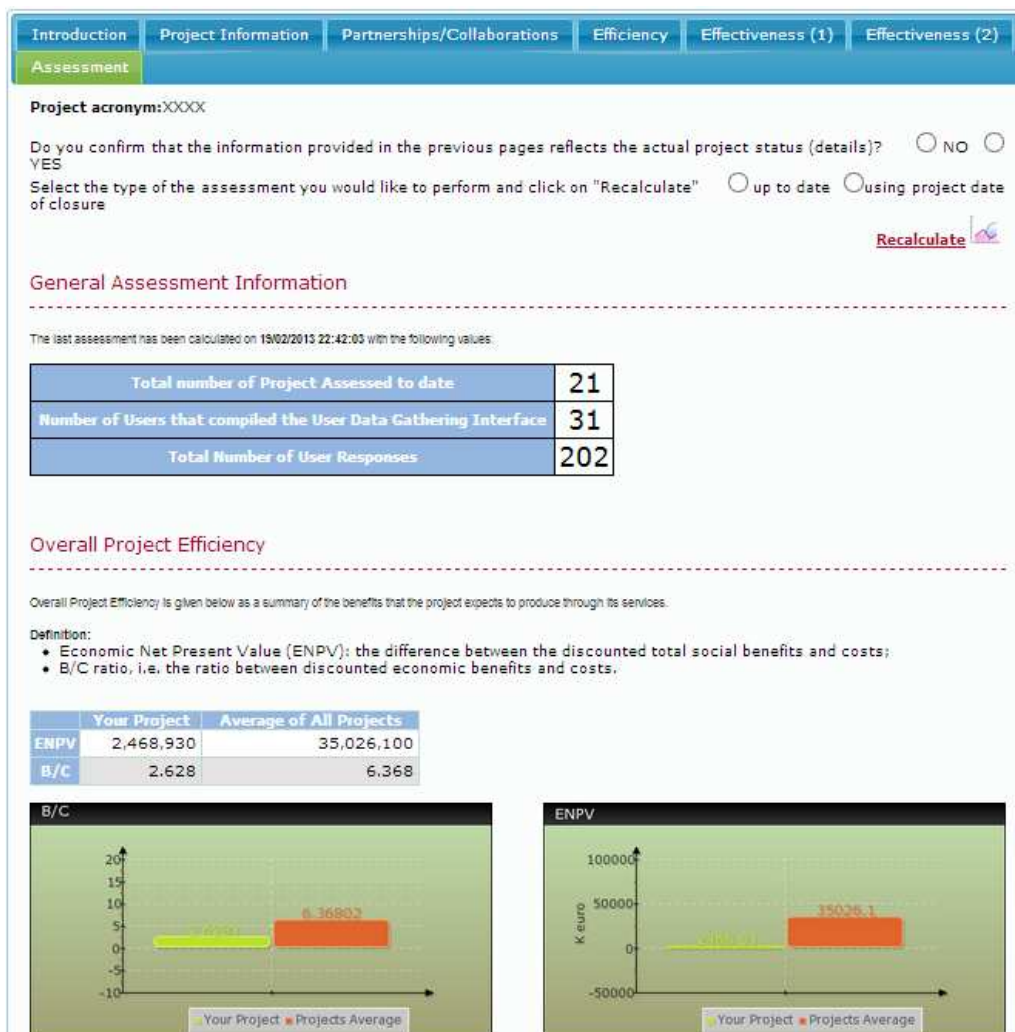 Introduction Project Information Partnerships/Collaborations Efficiency Effectiveness (1) Effectiveness (2)
Assessment
Project acronym:XXXX
Do you confirm that the information provided in the previous pages reflects the actual project status (details)? NO
YES
Select the type of the assessment you would like to perform and click on "Recalculate" up to date using project date
of closure
Recalculate
General Assessment Information
The last assessment has been calculated on 19/02/2013 22:42:03 with the following values:
Total number of Project Assessed to date 21
Number of Users that compiled the User Data Gathering Interface 31
Total Number of User Responses 202
Overall Project Efficiency
Overall Project Efficiency is given below as a summary of the benefits that the project expects to produce through its services.
Definition:
• Economic Net Present Value (ENPV): the difference between the discounted total social benefits and costs;
• B/C ratio, i.e. the ratio between discounted economic benefits and costs.
Your Project Average of All Projects
ENPV 2,468,930 35,026,100
B/C 2.628 6.368
B/C
20
15
10
5
0
-5
-10
6.36802
Your Project Projects Average
ENPV
K euro
100000
50000
0
-50000
35026.1
Your Project Projects Average